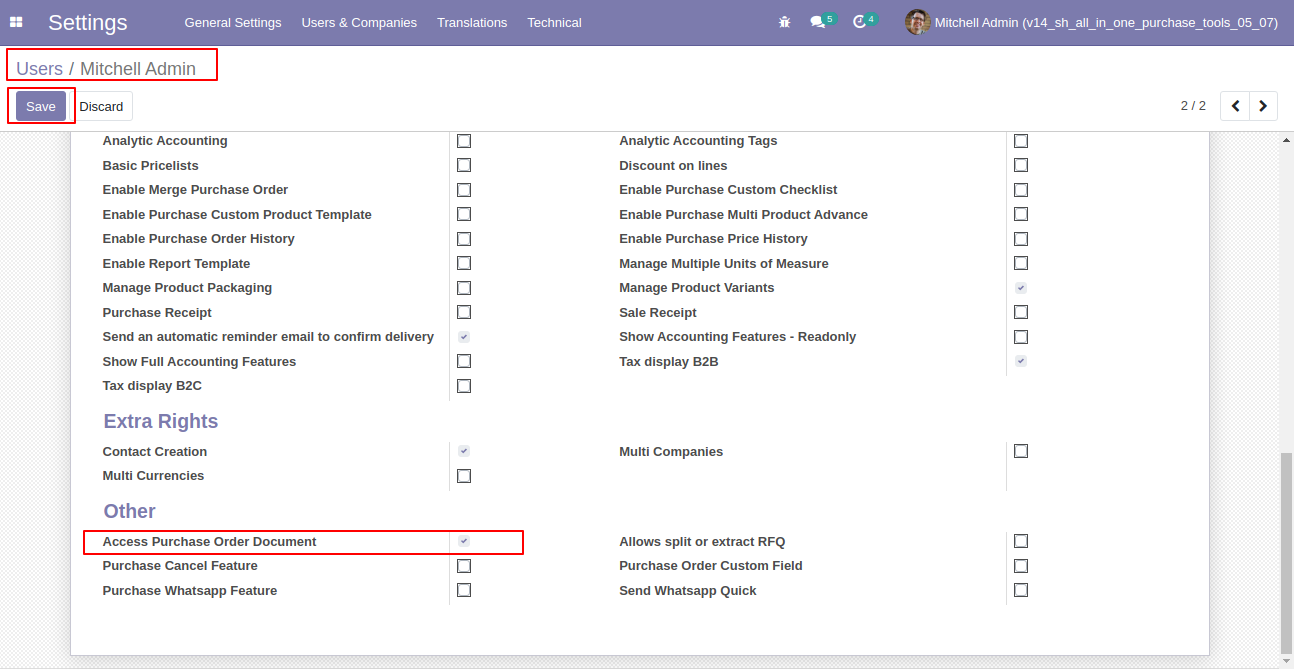 Settings General Settings Users & Companies Translations Technical 5 4 Mitchell Admin (v14_sh_all_in_one_purchase_tools_05_07)
Users / Mitchell Admin
Save Discard 2 / 2
Analytic Accounting Analytic Accounting Tags
Basic Pricelists Discount on lines
Enable Merge Purchase Order Enable Purchase Custom Checklist
Enable Purchase Custom Product Template Enable Purchase Multi Product Advance
Enable Purchase Order History Enable Purchase Price History
Enable Report Template Manage Multiple Units of Measure
Manage Product Packaging Manage Product Variants
Purchase Receipt Sale Receipt
Send an automatic reminder email to confirm delivery Show Accounting Features - Readonly
Show Full Accounting Features Tax display B2B
Tax display B2C
Extra Rights
Contact Creation Multi Companies
Multi Currencies
Other
Access Purchase Order Document Allows split or extract RFQ
Purchase Cancel Feature Purchase Order Custom Field
Purchase Whatsapp Feature Send Whatsapp Quick